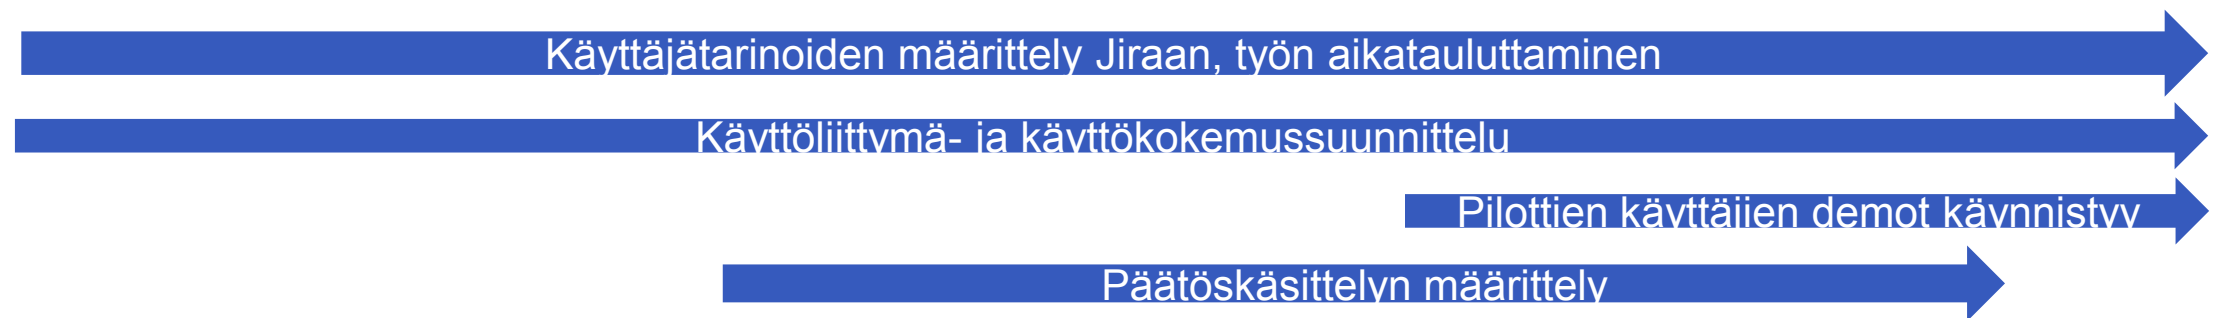 Käyttäjätarinoiden määrittely Jiraan, työn aikatauluttaminen
Käyttöliittymä- ja käyttökokemussuunnittelu
Pilottien käyttäjien demot käynnistyy
Päätöskäsittelyn määrittely